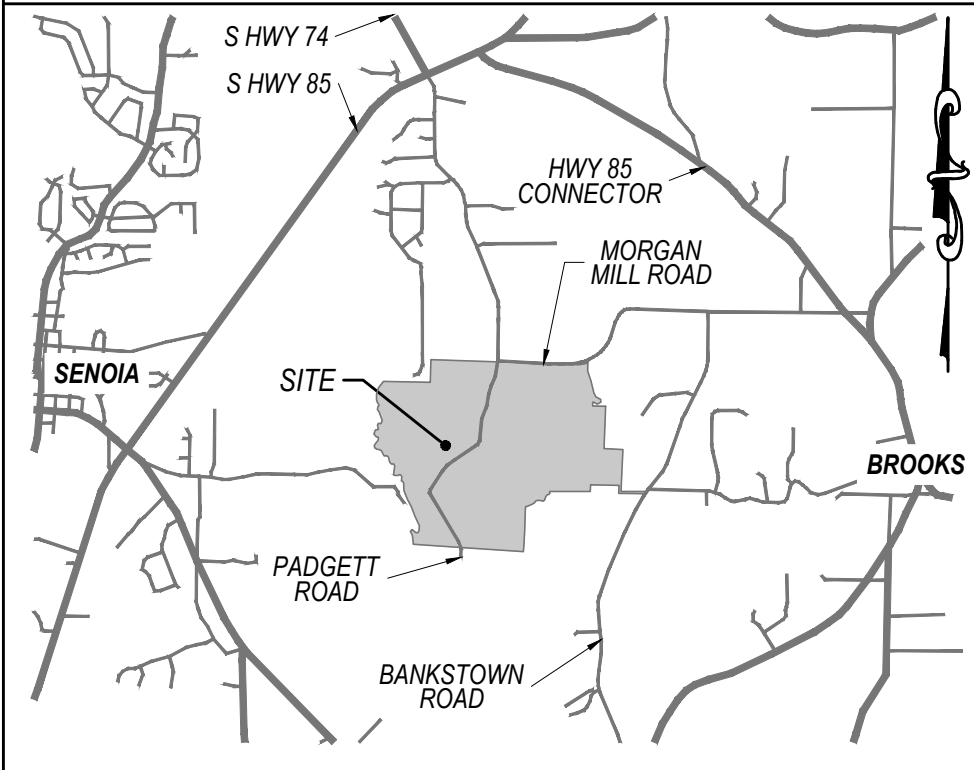 S HWY 74
S HWY 85
HWY 85
CONNECTOR
MORGAN
MILL ROAD
SENOIA
SITE
BROOKS
PADGETT
ROAD
BANKSTOWN
ROAD